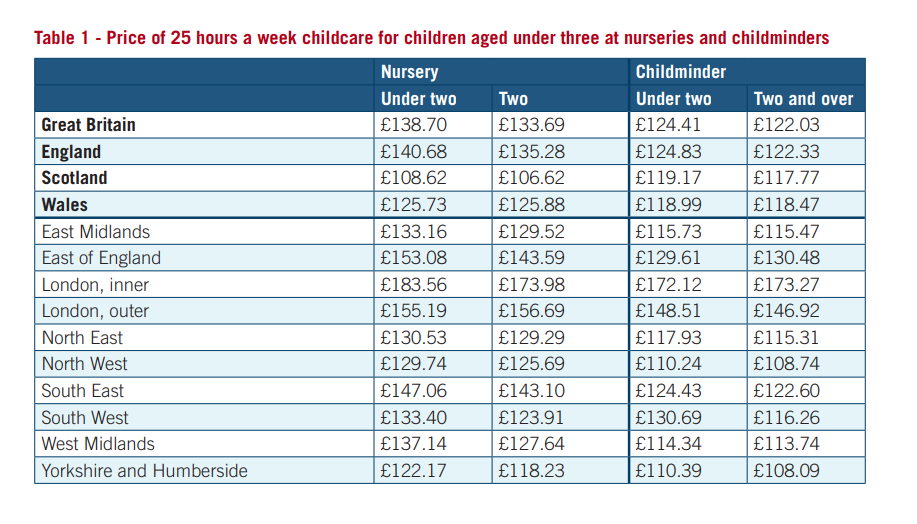 Table 1 - Price of 25 hours a week childcare for children aged under three at nurseries and childminders
Nursery Childminder
Under two Two Under two Two and over
Great Britain £138.70 £133.69 £124.41 £122.03
England £140.68 £135.28 £124.83 £122.33
Scotland £108.62 £106.62 £119.17 £117.77
Wales £125.73 £125.88 £118.99 £118.47
East Midlands £133.16 £129.52 £115.73 £115.47
East of England £153.08 £143.59 £129.61 £130.48
London, inner £183.56 £173.98 £172.12 £173.27
London, outer £155.19 £156.69 £148.51 £146.92
North East £130.53 £129.29 £117.93 £115.31
North West £129.74 £125.69 £110.24 £108.74
South East £147.06 £143.10 £124.43 £122.60
South West £133.40 £123.91 £130.69 £116.26
West Midlands £137.14 £127.64 £114.34 £113.74
Yorkshire and Humberside £122.17 £118.23 £110.39 £108.09